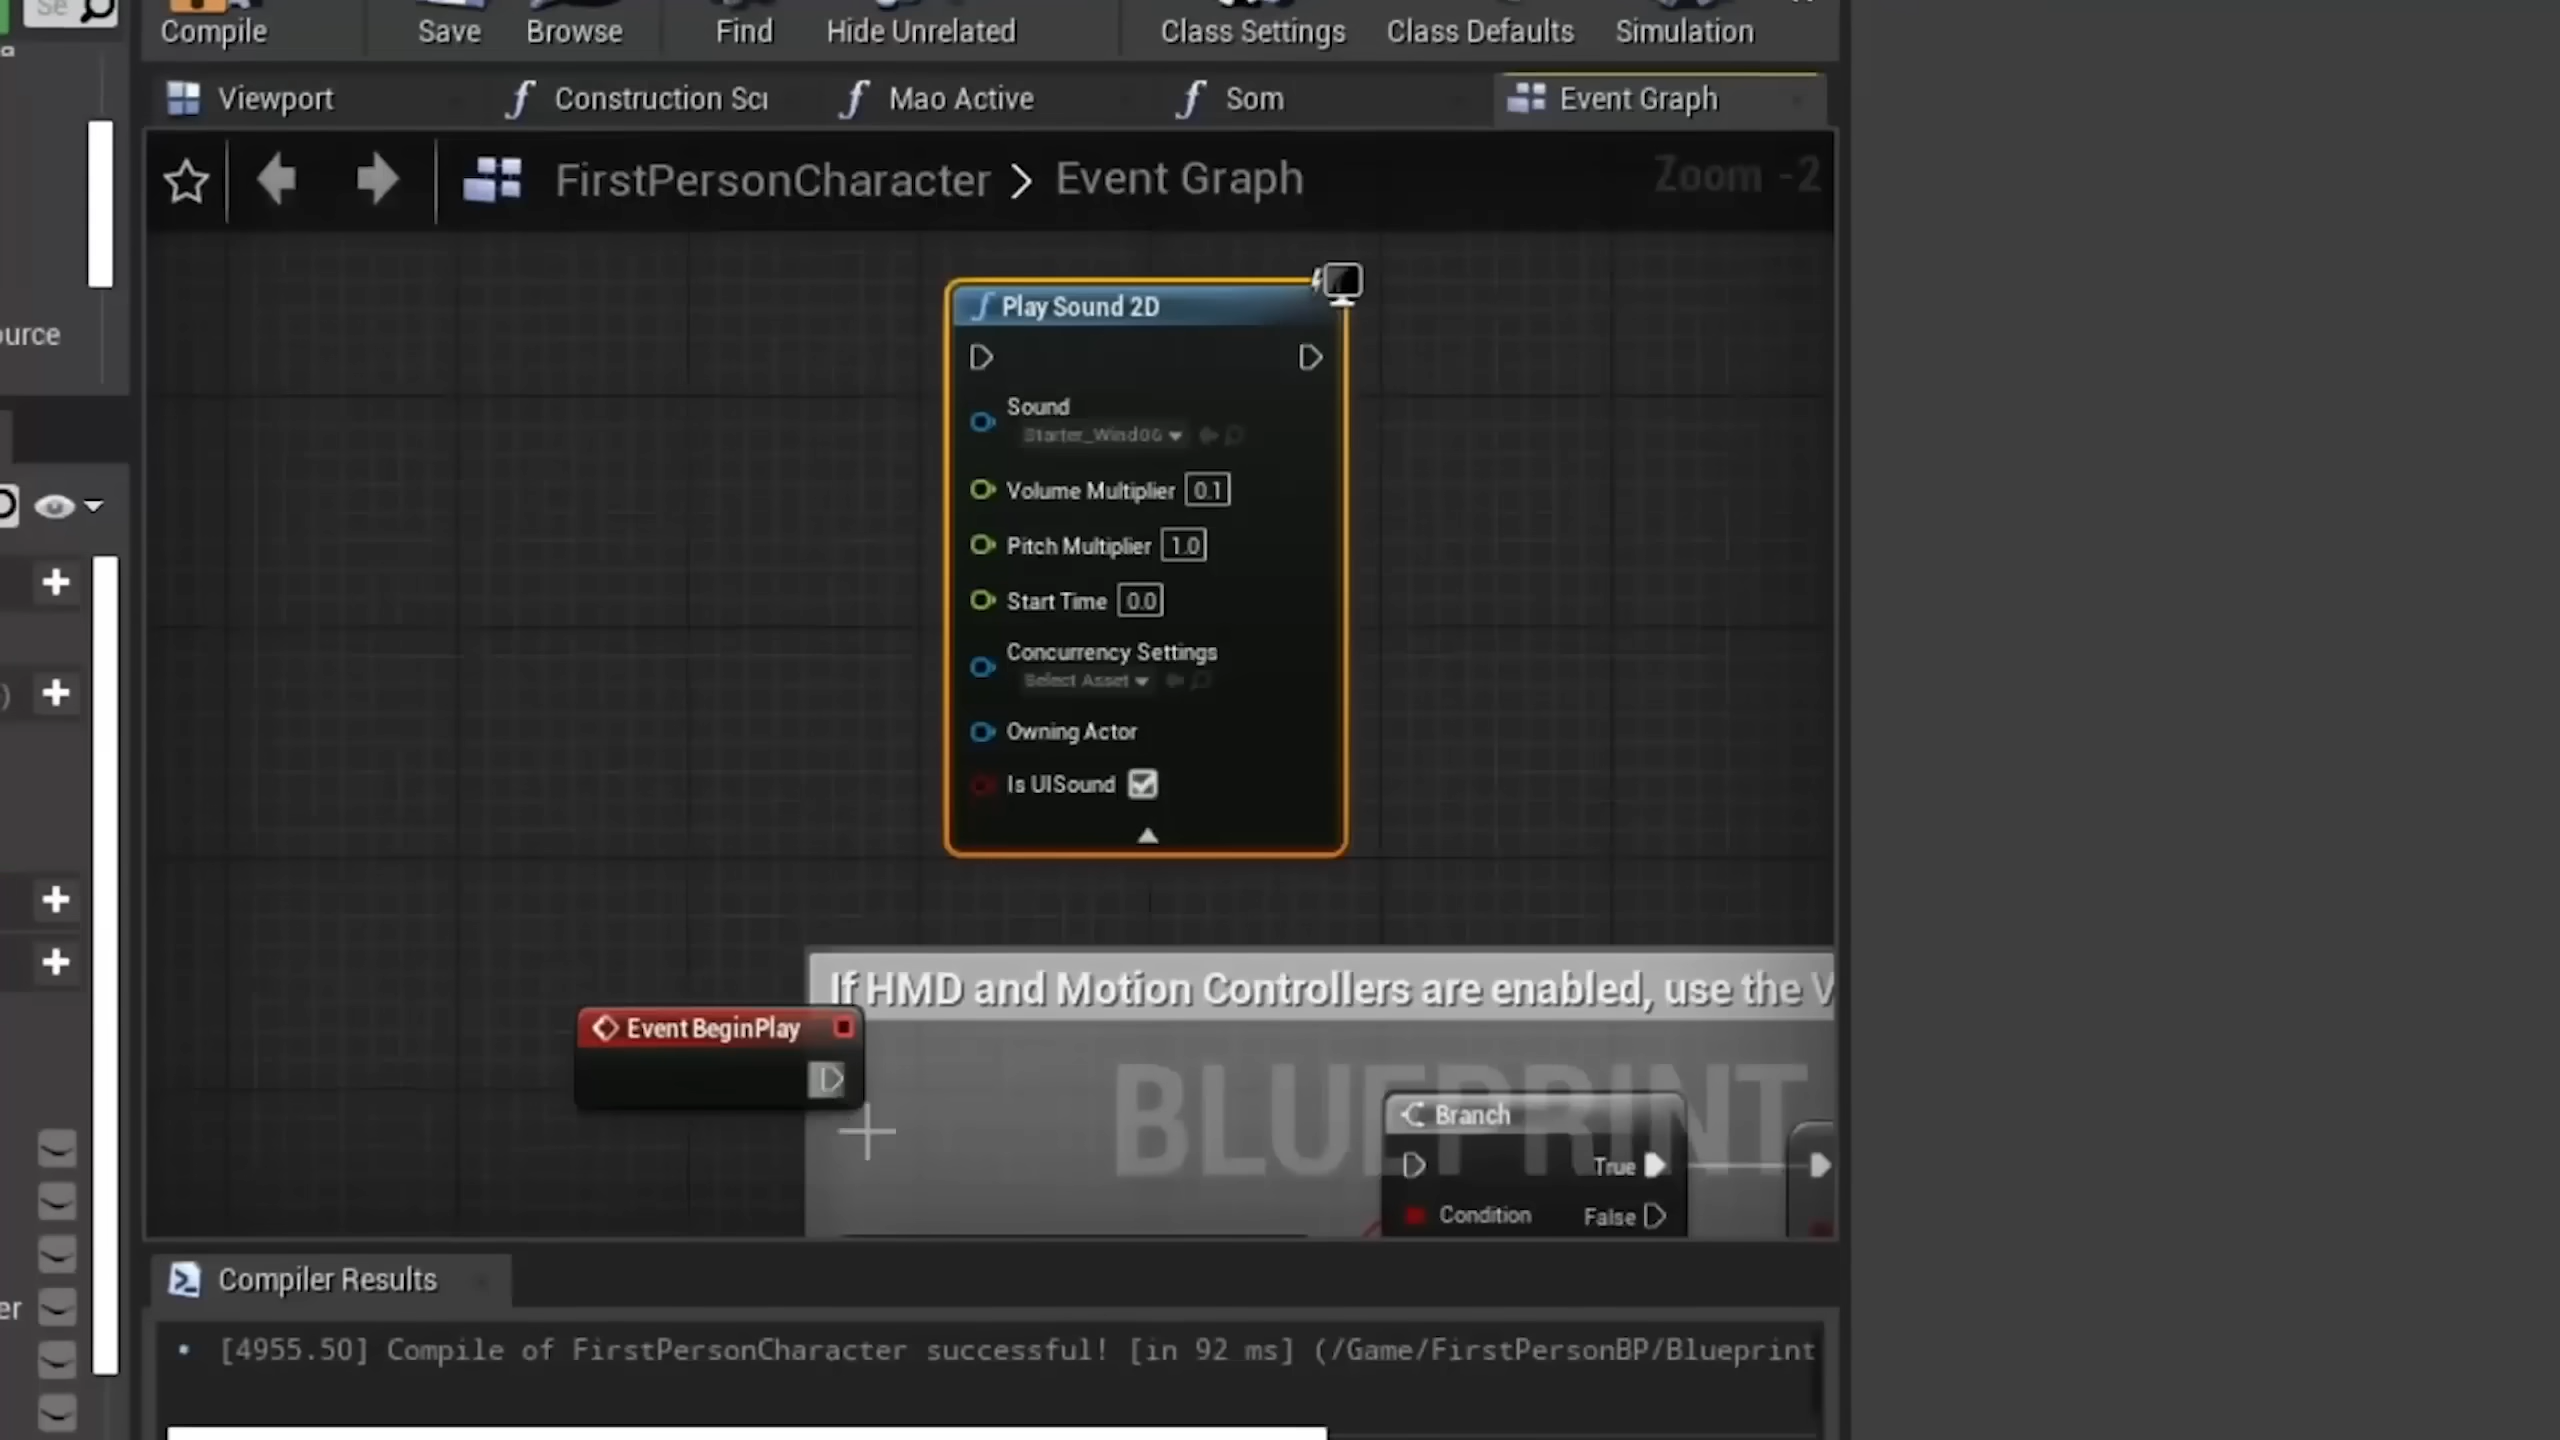 Se
Compile
Save
Browse
Find
Hide Unrelated
Class Settings
Class Defaults
Simulation
a
Viewport
Construction Scr
Mao Active
Som
Event Graph
FirstPersonCharacter > Event Graph
Zoom -2
ource
Play Sound 2D
Sound
Starter_Wind06
Volume Multiplier 0.1
Pitch Multiplier 1.0
Start Time 0.0
Concurrency Settings
Select Asset
Owning Actor
Is UISound
)
If HMD and Motion Controllers are enabled, use the V
Event BeginPlay
BLUEPRINT
Branch
True
Condition
False
Compiler Results
er
[4955.50] Compile of FirstPersonCharacter successful! [in 92 ms] (/Game/FirstPersonBP/Blueprint